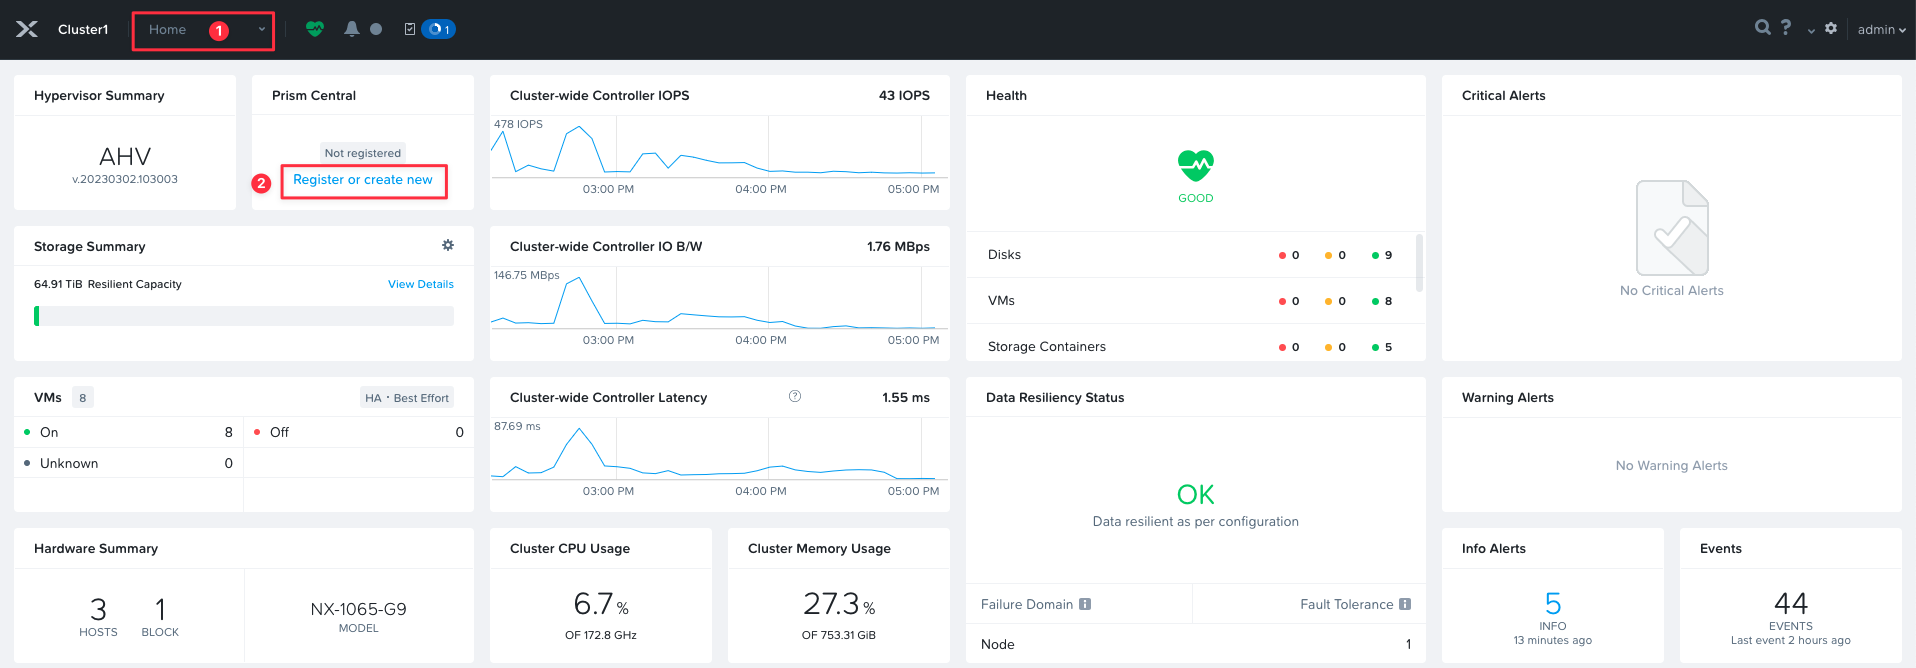 Cluster1
Home
1
1
?
admin
Hypervisor Summary
AHV
v.20230302.103003
Prism Central
Not registered
2
Register or create new
Cluster-wide Controller IOPS
43 IOPS
478 IOPS
03:00 PM
04:00 PM
05:00 PM
Health
GOOD
Disks
0
0
9
VMs
0
0
8
Storage Containers
0
0
5
Critical Alerts
No Critical Alerts
Storage Summary
64.91 TiB Resilient Capacity
View Details
Cluster-wide Controller IO B/W
1.76 MBps
146.75 MBps
03:00 PM
04:00 PM
05:00 PM
VMs
8
HA • Best Effort
On
8
Off
0
Unknown
0
Cluster-wide Controller Latency
?
1.55 ms
87.69 ms
03:00 PM
04:00 PM
05:00 PM
Data Resiliency Status
OK
Data resilient as per configuration
Failure Domain
Fault Tolerance
Node
1
Warning Alerts
No Warning Alerts
Hardware Summary
3
HOSTS
1
BLOCK
NX-1065-G9
MODEL
Cluster CPU Usage
6.7 %
OF 172.8 GHz
Cluster Memory Usage
27.3 %
OF 753.31 GiB
Info Alerts
5
INFO
13 minutes ago
Events
44
EVENTS
Last event 2 hours ago